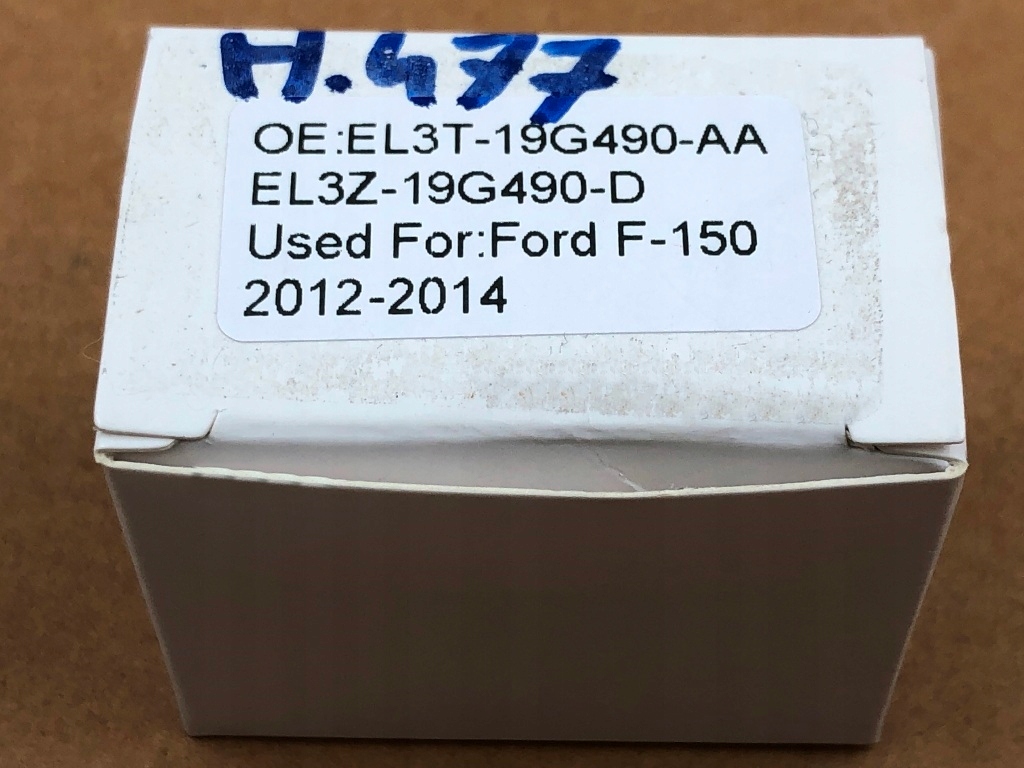 H.477
OE:EL3T-19G490-AA
EL3Z-19G490-D
Used For:Ford F-150
2012-2014